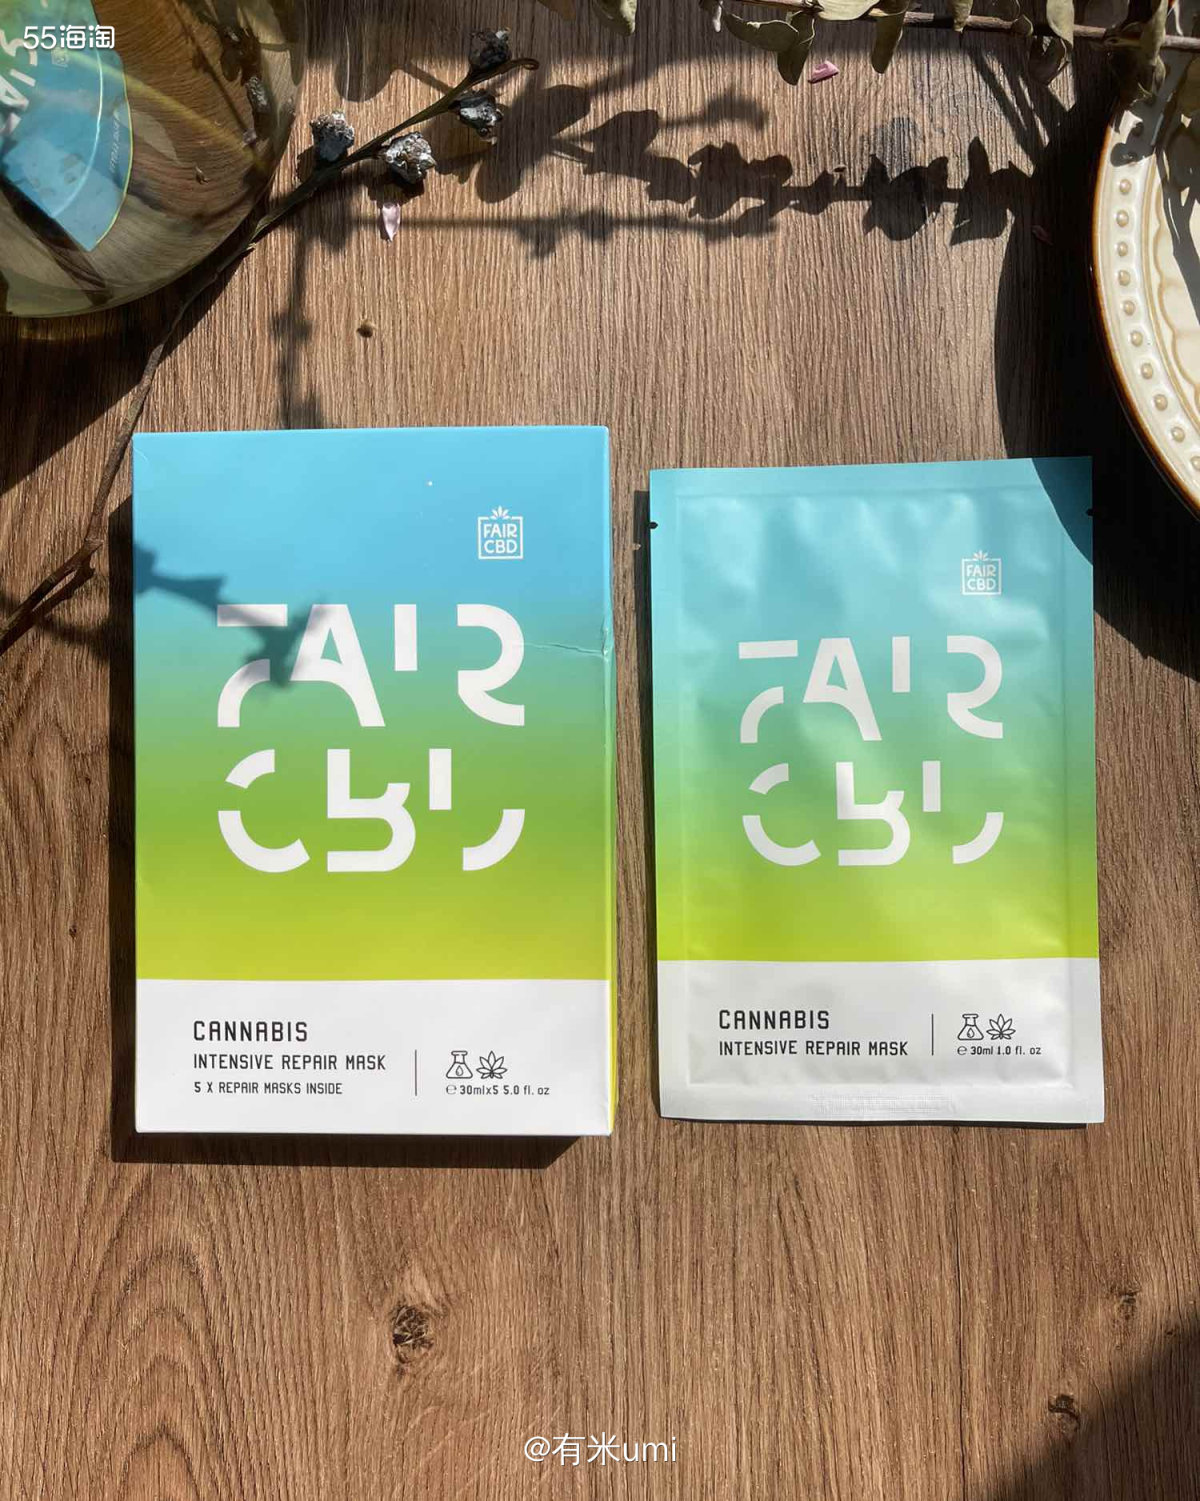 55海淘
FAIR
CBD
FAIR
CBD
CANNABIS
INTENSIVE REPAIR MASK
5 X REPAIR MASKS INSIDE
℮ 30mlx5 5.0 fl. oz
FAIR
CBD
FAIR
CBD
CANNABIS
INTENSIVE REPAIR MASK
℮ 30ml 1.0 fl. oz
@有米umi